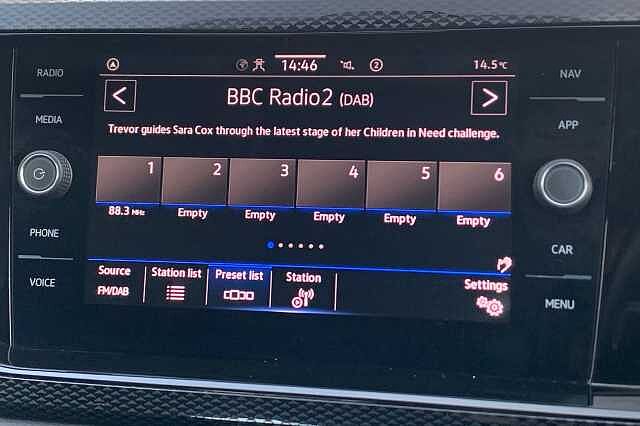 RADIO
MEDIA
PHONE
VOICE
14:46
2
14.5°C
BBC Radio2 (DAB)
Trevor guides Sara Cox through the latest stage of her Children in Need challenge.
1 2 3 4 5 6
88.3 MHz Empty Empty Empty Empty Empty
Source Station list Preset list Station Settings
FM/DAB
NAV
APP
CAR
MENU